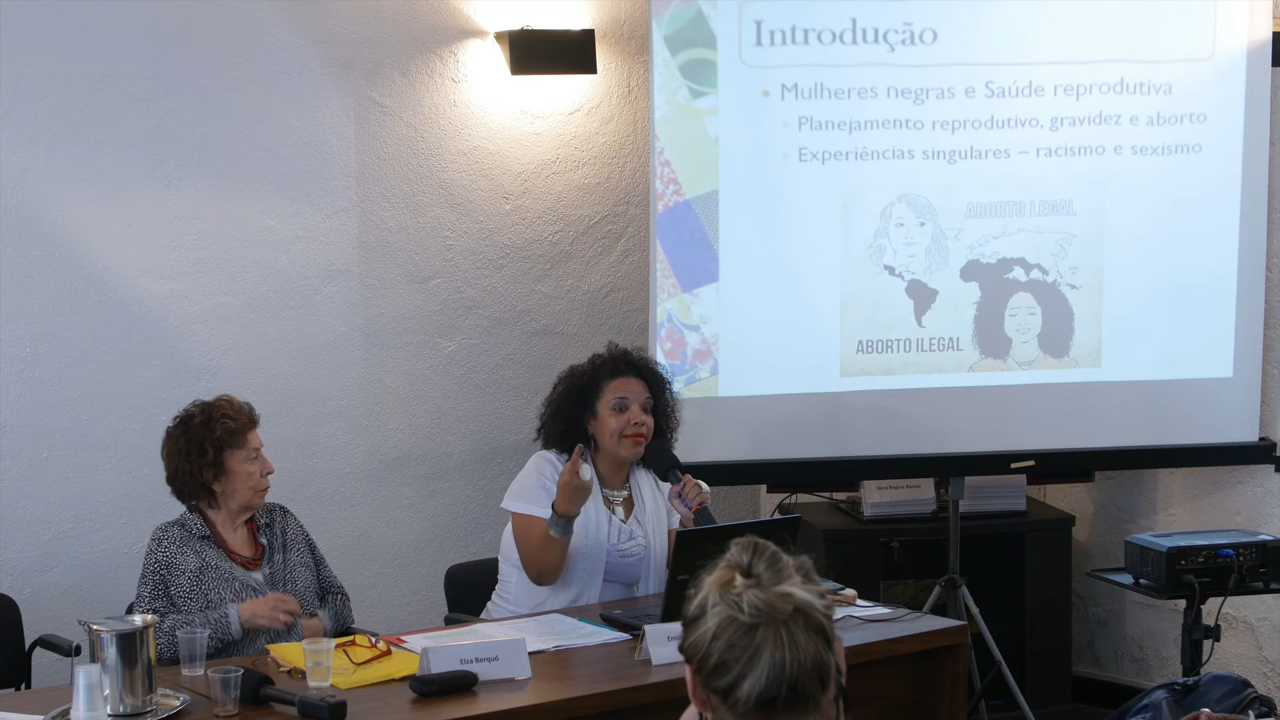 Introdução
Mulheres negras e Saúde reprodutiva
Planejamento reprodutivo, gravidez e aborto
Experiências singulares – racismo e sexismo
ABORTO LEGAL
ABORTO ILEGAL
Elza Berquó